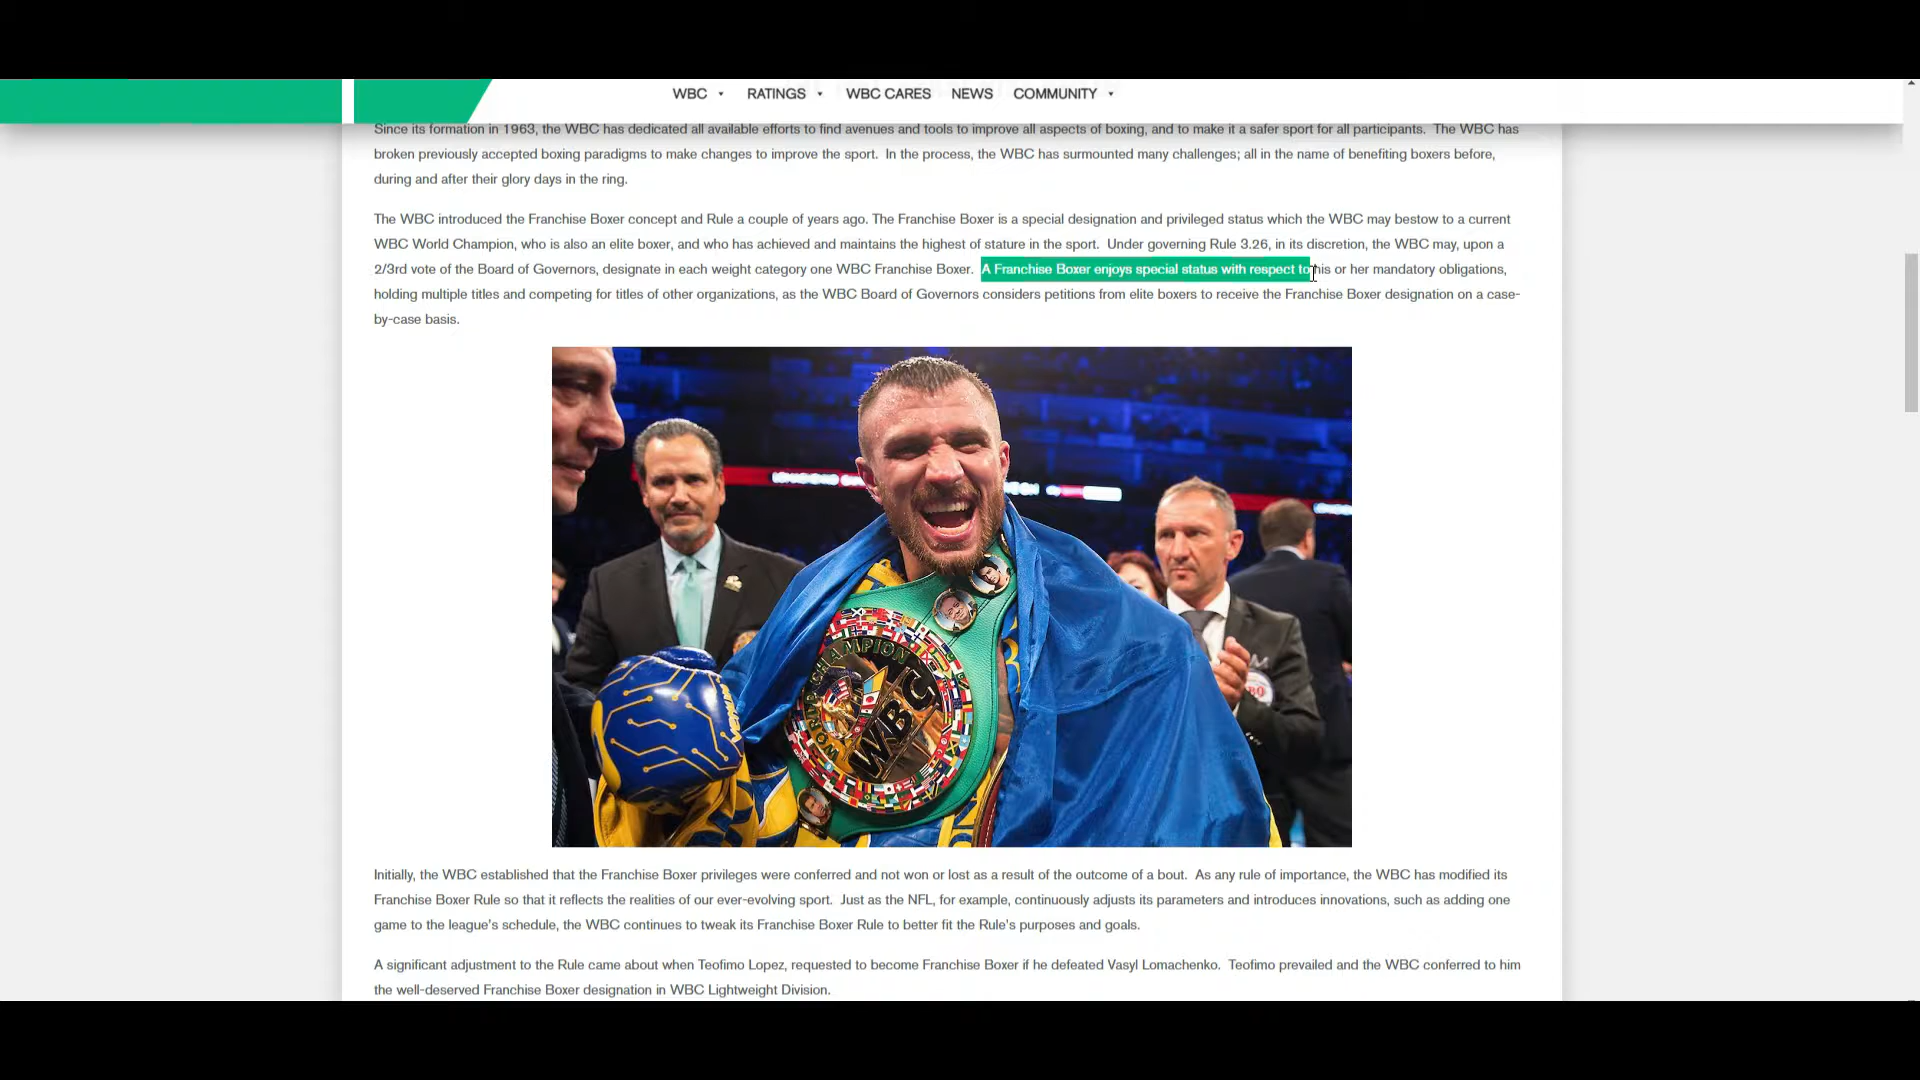 WBC RATINGS WBC CARES NEWS COMMUNITY
Since its formation in 1963, the WBC has dedicated all available efforts to find avenues and tools to improve all aspects of boxing, and to make it a safer sport for all participants.  The WBC has
broken previously accepted boxing paradigms to make changes to improve the sport.  In the process, the WBC has surmounted many challenges; all in the name of benefiting boxers before,
during and after their glory days in the ring.
The WBC introduced the Franchise Boxer concept and Rule a couple of years ago. The Franchise Boxer is a special designation and privileged status which the WBC may bestow to a current
WBC World Champion, who is also an elite boxer, and who has achieved and maintains the highest of stature in the sport.  Under governing Rule 3.26, in its discretion, the WBC may, upon a
2/3rd vote of the Board of Governors, designate in each weight category one WBC Franchise Boxer.  A Franchise Boxer enjoys special status with respect to his or her mandatory obligations,
holding multiple titles and competing for titles of other organizations, as the WBC Board of Governors considers petitions from elite boxers to receive the Franchise Boxer designation on a case-
by-case basis.
CHAMPION
WORLD
WBC
VENUM
Initially, the WBC established that the Franchise Boxer privileges were conferred and not won or lost as a result of the outcome of a bout.  As any rule of importance, the WBC has modified its
Franchise Boxer Rule so that it reflects the realities of our ever-evolving sport.  Just as the NFL, for example, continuously adjusts its parameters and introduces innovations, such as adding one
game to the league's schedule, the WBC continues to tweak its Franchise Boxer Rule to better fit the Rule's purposes and goals.
A significant adjustment to the Rule came about when Teofimo Lopez, requested to become Franchise Boxer if he defeated Vasyl Lomachenko.  Teofimo prevailed and the WBC conferred to him
the well-deserved Franchise Boxer designation in WBC Lightweight Division.